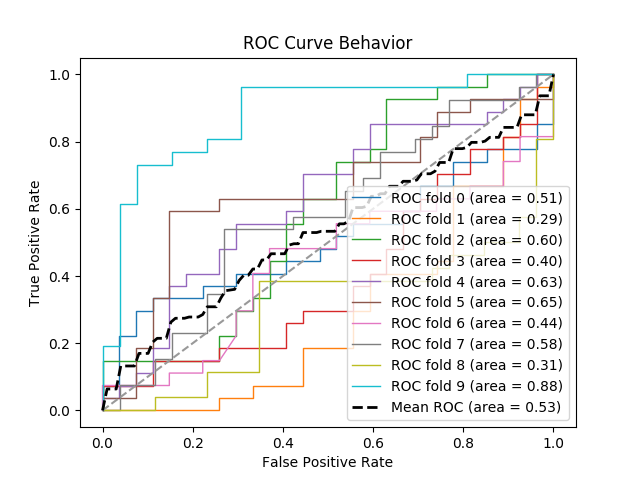 ROC Curve Behavior
True Positive Rate
1.0
0.8
0.6
0.4
0.2
0.0
ROC fold 0 (area = 0.51)
ROC fold 1 (area = 0.29)
ROC fold 2 (area = 0.60)
ROC fold 3 (area = 0.40)
ROC fold 4 (area = 0.63)
ROC fold 5 (area = 0.65)
ROC fold 6 (area = 0.44)
ROC fold 7 (area = 0.58)
ROC fold 8 (area = 0.31)
ROC fold 9 (area = 0.88)
Mean ROC (area = 0.53)
0.0 0.2 0.4 0.6 0.8 1.0
False Positive Rate